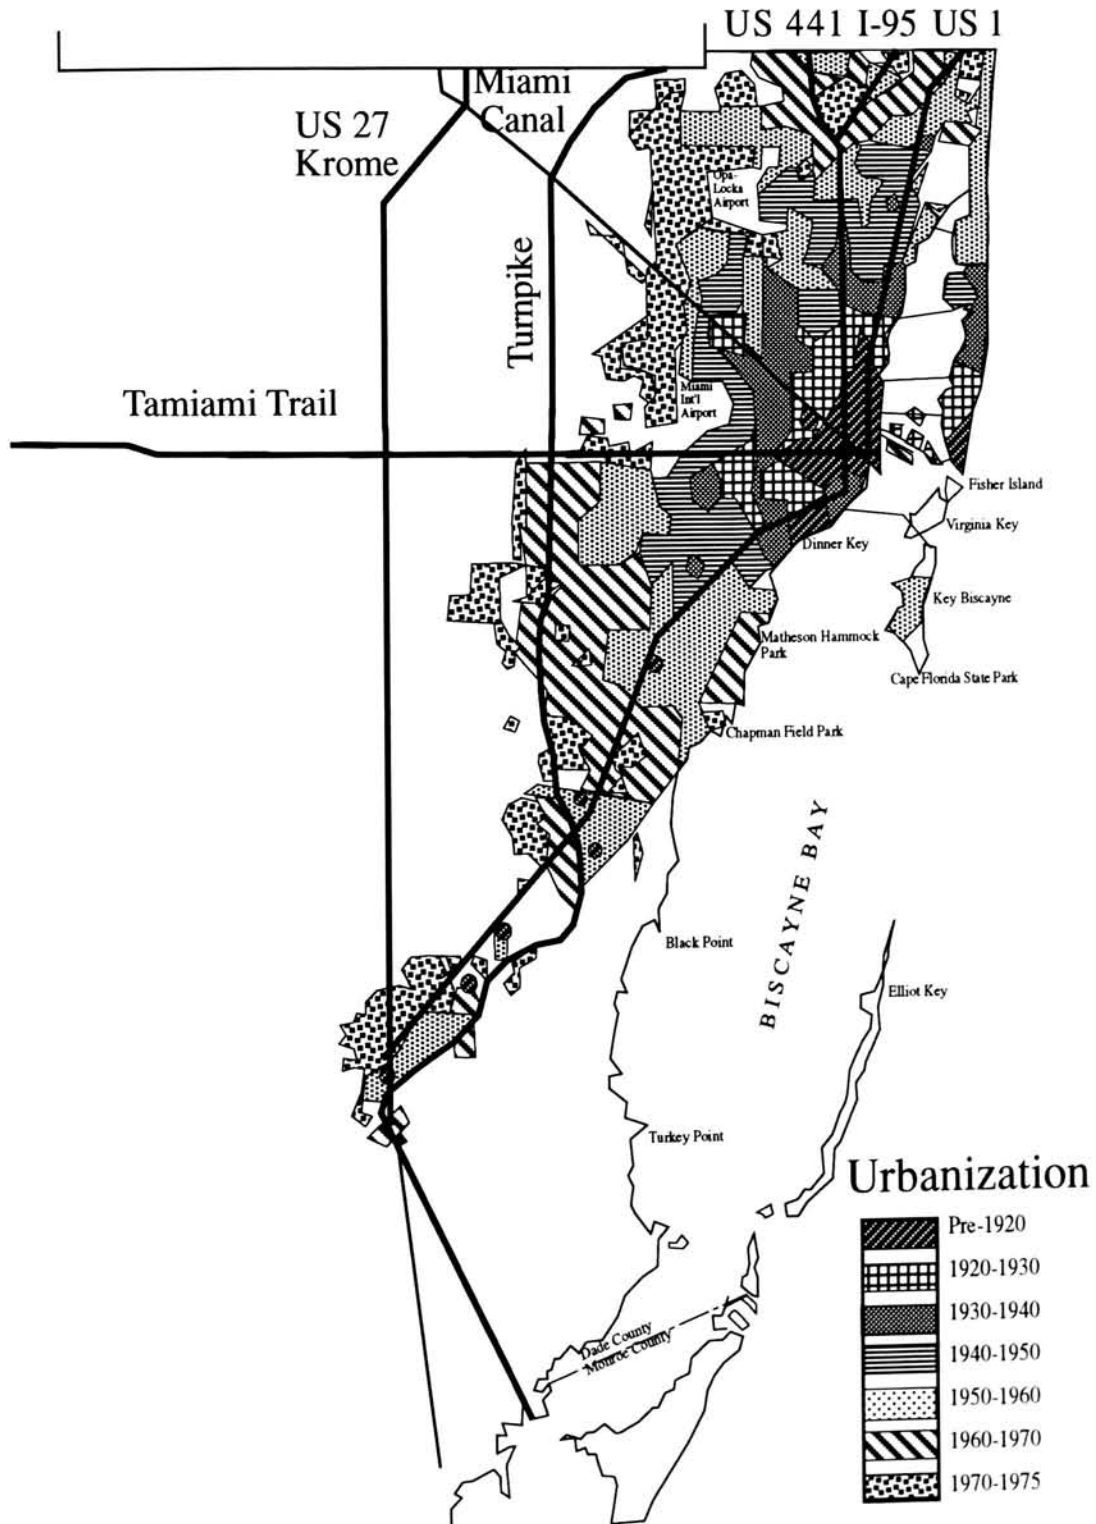 US 441 I-95 US 1
Miami
Canal
US 27
Krome
Opa-
Locka
Airport
Turnpike
Miami
Int'l
Airport
Tamiami Trail
Fisher Island
Virginia Key
Dinner Key
Key Biscayne
Matheson Hammock
Park
Cape Florida State Park
Chapman Field Park
BISCAYNE BAY
Black Point
Elliot Key
Turkey Point
Dade County
Monroe County
Urbanization
Pre-1920
1920-1930
1930-1940
1940-1950
1950-1960
1960-1970
1970-1975